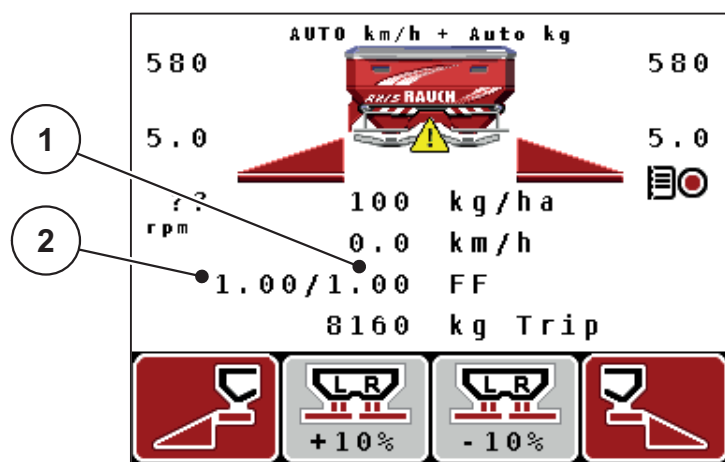 AUTO km/h + Auto kg
580
580
AXIS RAUCH
1
5.0
5.0
??
100 kg/ha
rpm
0.0 km/h
2
1.00/1.00 FF
8160 kg Trip
L R
+10%
L R
-10%